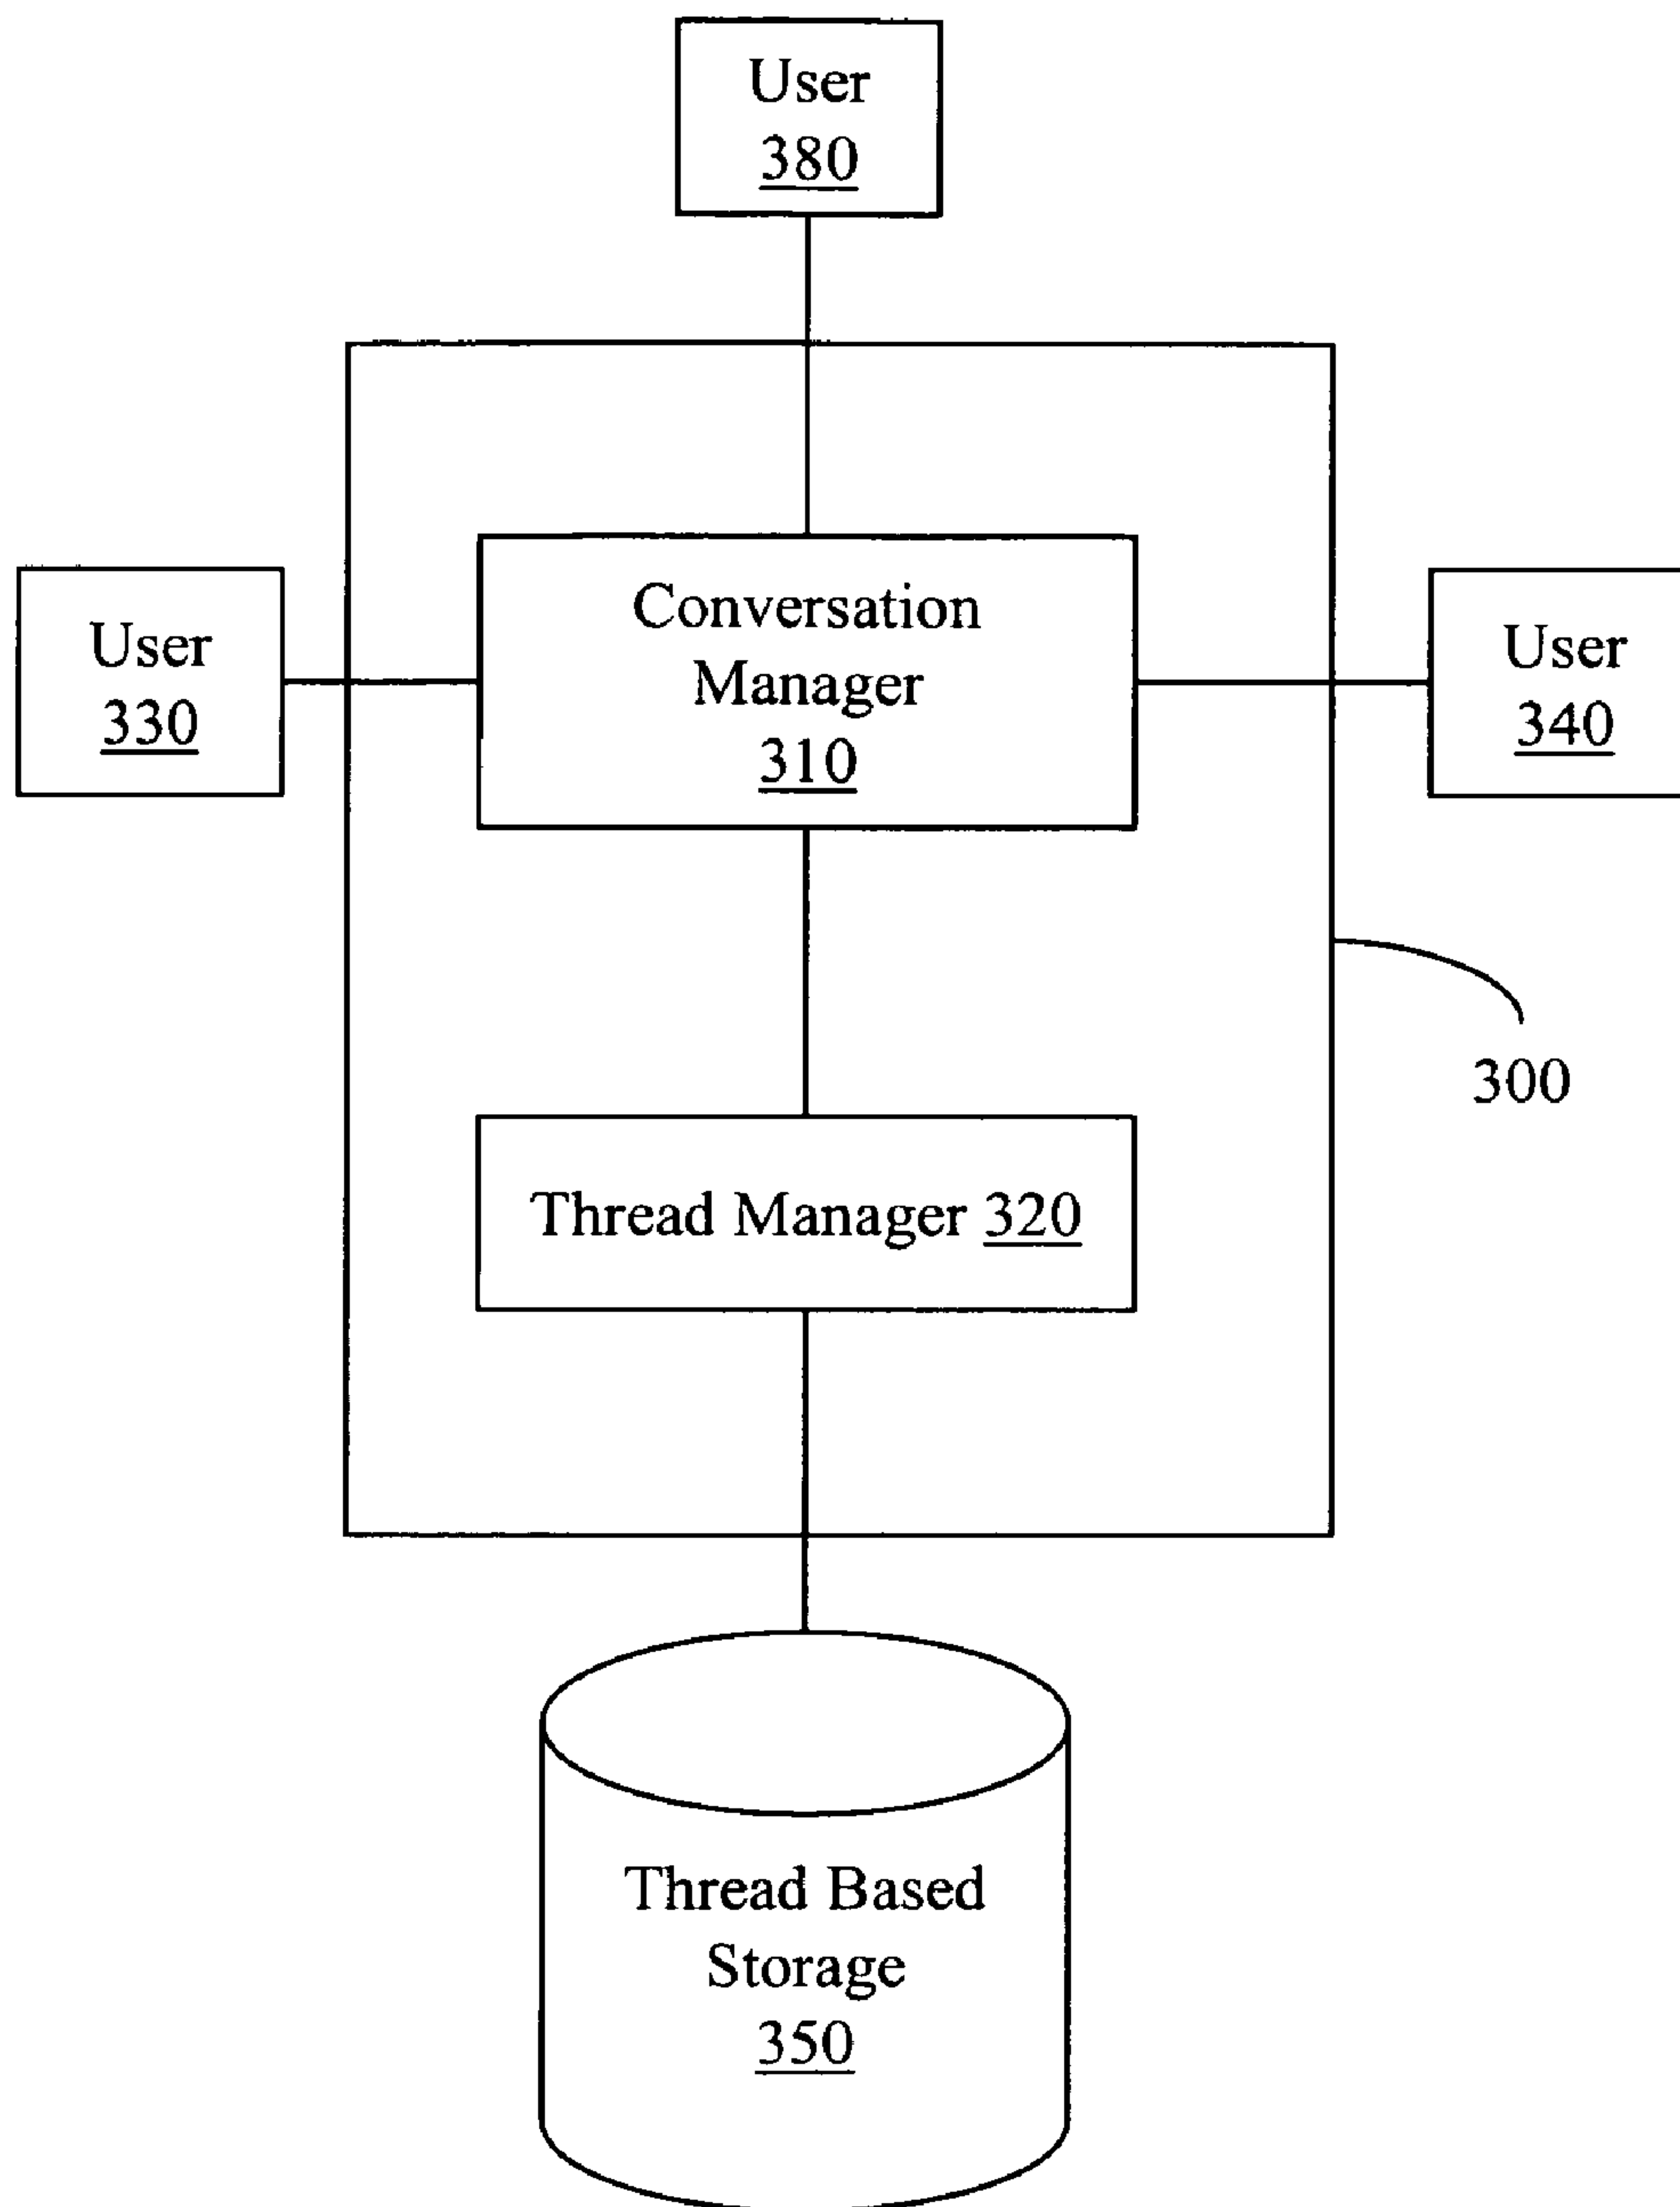 User
380
Conversation
Manager
310
User
330
User
340
300
Thread Manager 320
Thread Based
Storage
350